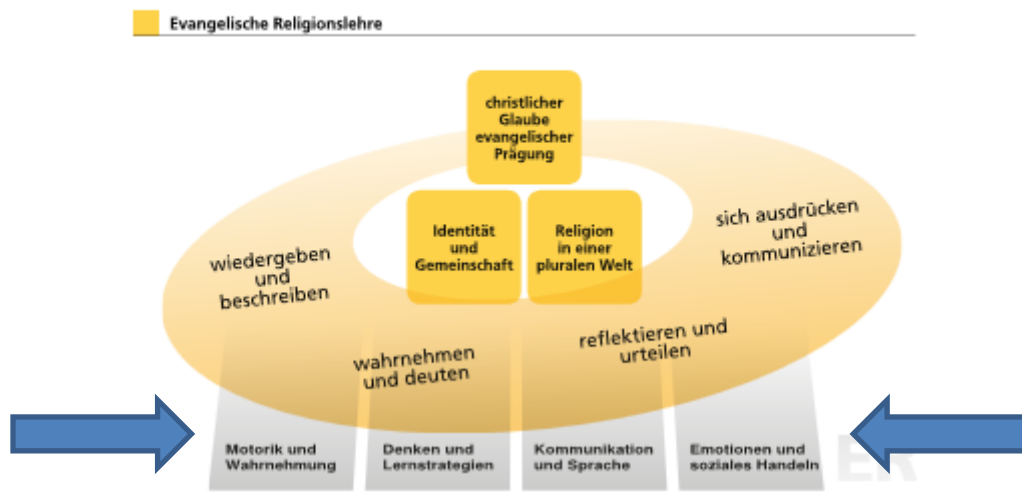 Evangelische Religionslehre
christlicher
Glaube
evangelischer
Prägung
Identität
und
Gemeinschaft
Religion
in einer
pluralen Welt
wiedergeben
und
beschreiben
sich ausdrücken
und
kommunizieren
wahrnehmen
und deuten
reflektieren und
urteilen
Motorik und
Wahrnehmung
Denken und
Lernstrategien
Kommunikation
und Sprache
Emotionen und
soziales Handeln
ER